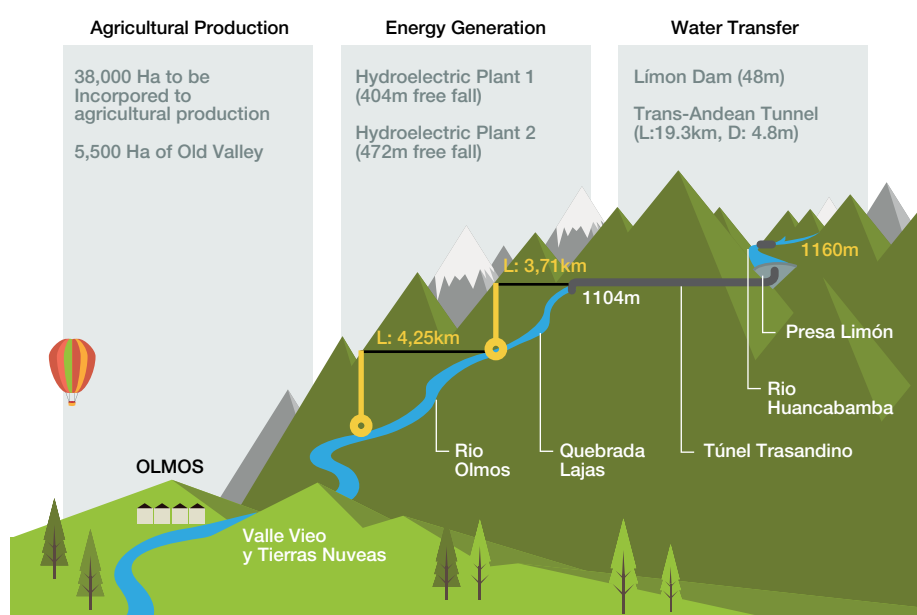 Agricultural Production
38,000 Ha to be
Incorpored to
agricultural production
5,500 Ha of Old Valley
Energy Generation
Hydroelectric Plant 1
(404m free fall)
Hydroelectric Plant 2
(472m free fall)
Water Transfer
Límon Dam (48m)
Trans-Andean Tunnel
(L:19.3km, D: 4.8m)
1160m
L: 3,71km
1104m
Presa Limón
L: 4,25km
Rio
Huancabamba
Rio
Olmos
Quebrada
Lajas
Túnel Trasandino
OLMOS
Valle Vieo
y Tierras Nuveas